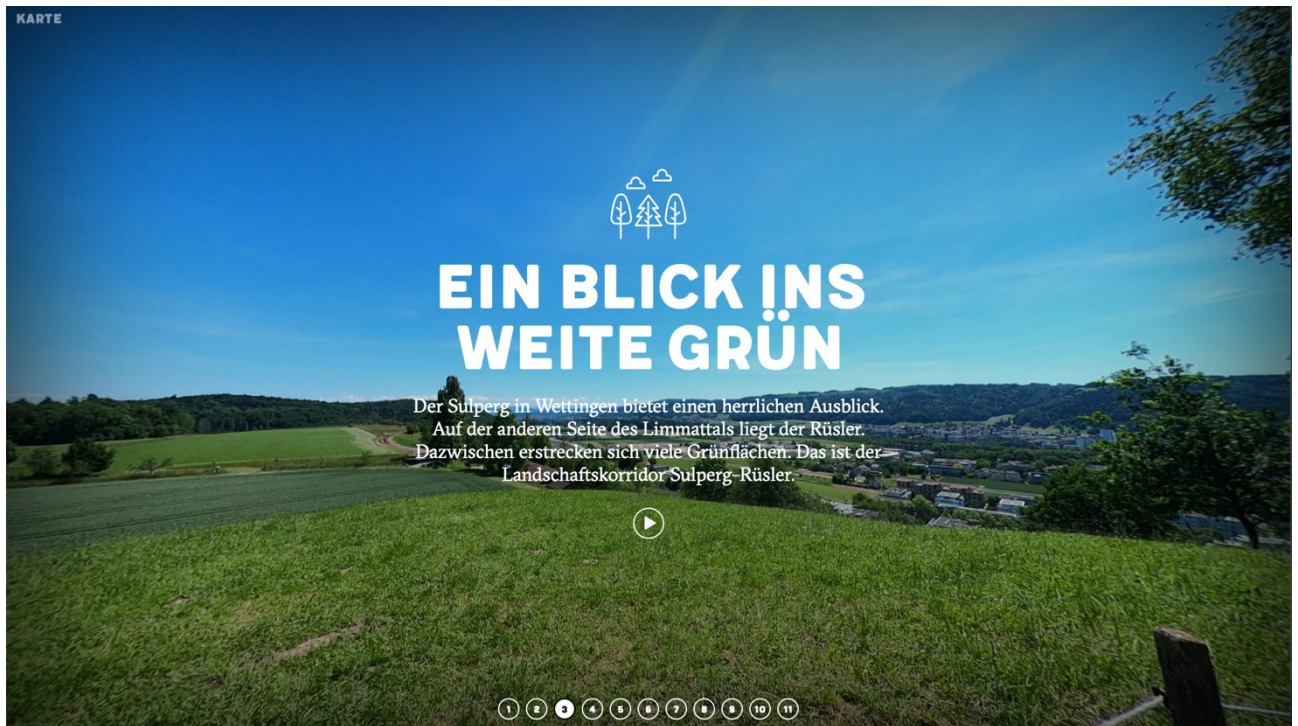 KARTE
EIN BLICK INS
WEITE GRÜN
Der Sulperg in Wettingen bietet einen herrlichen Ausblick.
Auf der anderen Seite des Limmattals liegt der Rüsler.
Dazwischen erstrecken sich viele Grünflächen. Das ist der
Landschaftskorridor Sulperg-Rüsler.
1 2 3 4 5 6 7 8 9 10 11